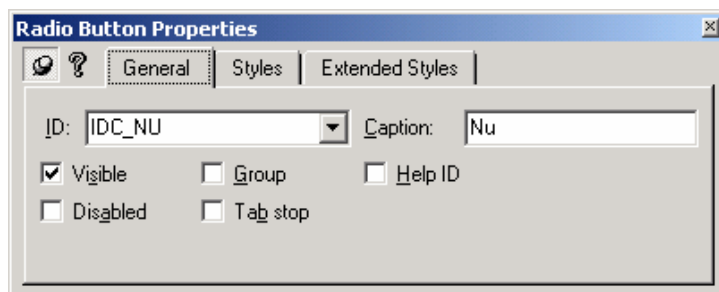 Radio Button Properties
General Styles Extended Styles
ID: IDC_NU Caption: Nu
Visible Group Help ID
Disabled Tab stop